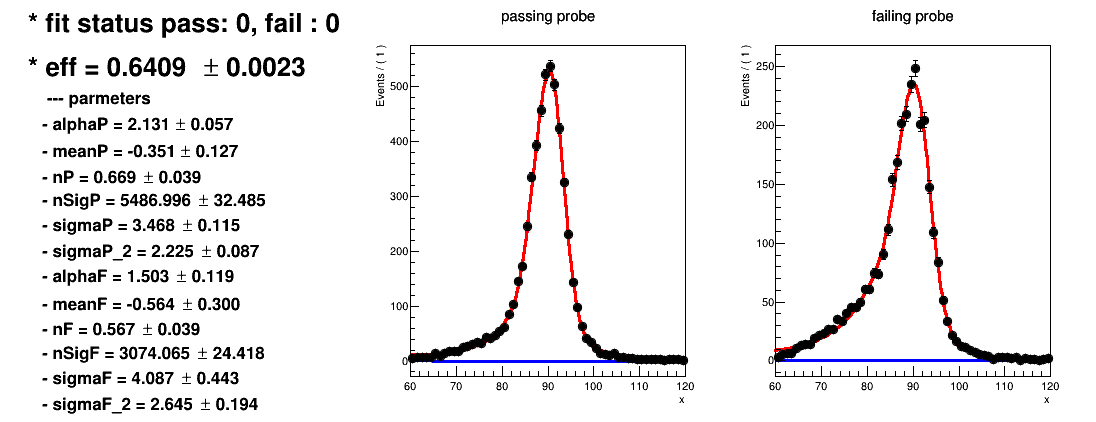 * fit status pass: 0, fail : 0
* eff = 0.6409 ± 0.0023
--- parmeters
- alphaP = 2.131 ± 0.057
- meanP = -0.351 ± 0.127
- nP = 0.669 ± 0.039
- nSigP = 5486.996 ± 32.485
- sigmaP = 3.468 ± 0.115
- sigmaP_2 = 2.225 ± 0.087
- alphaF = 1.503 ± 0.119
- meanF = -0.564 ± 0.300
- nF = 0.567 ± 0.039
- nSigF = 3074.065 ± 24.418
- sigmaF = 4.087 ± 0.443
- sigmaF_2 = 2.645 ± 0.194
passing probe
Events / ( 1 )
500
400
300
200
100
0
60 70 80 90 100 110 120
x
failing probe
Events / ( 1 )
250
200
150
100
50
0
60 70 80 90 100 110 120
x